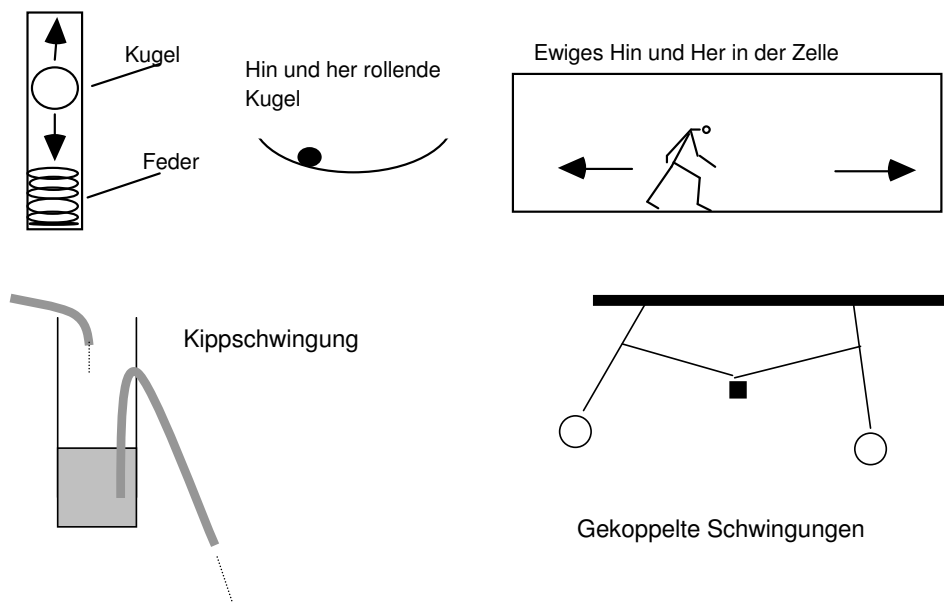 Kugel
Feder
Hin und her rollende
Kugel
Ewiges Hin und Her in der Zelle
Kippschwingung
Gekoppelte Schwingungen